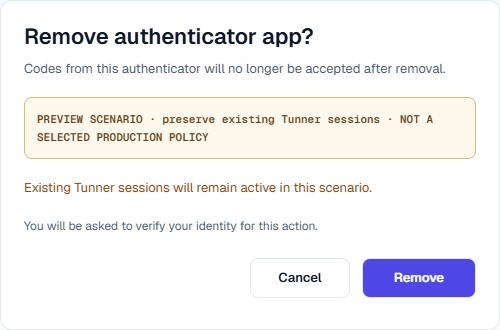 Remove authenticator app?
Codes from this authenticator will no longer be accepted after removal.
PREVIEW SCENARIO · preserve existing Tunner sessions · NOT A
SELECTED PRODUCTION POLICY
Existing Tunner sessions will remain active in this scenario.
You will be asked to verify your identity for this action.
Cancel
Remove